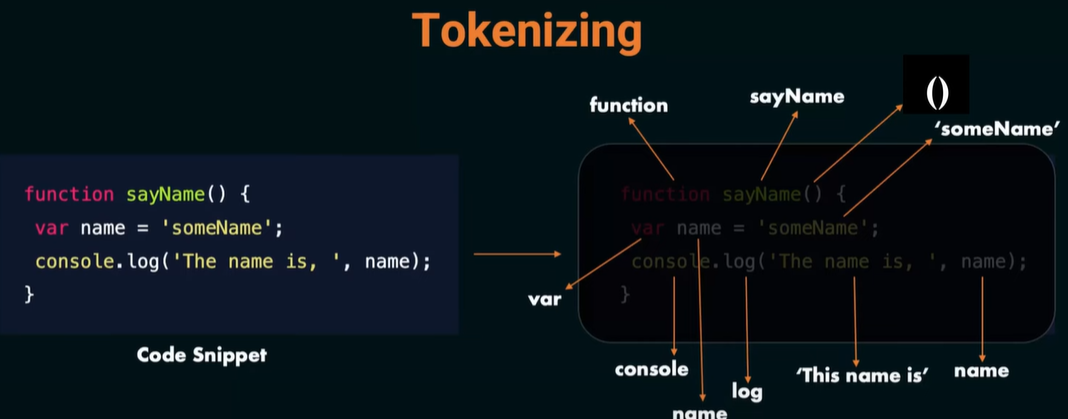 Tokenizing
function sayName() {
var name = 'someName';
console.log('The name is, ', name);
}
Code Snippet
function
sayName
()
‘someName’
function sayName() {
var name = 'someName';
console.log('The name is, ', name);
}
var
console
name
log
‘This name is’
name